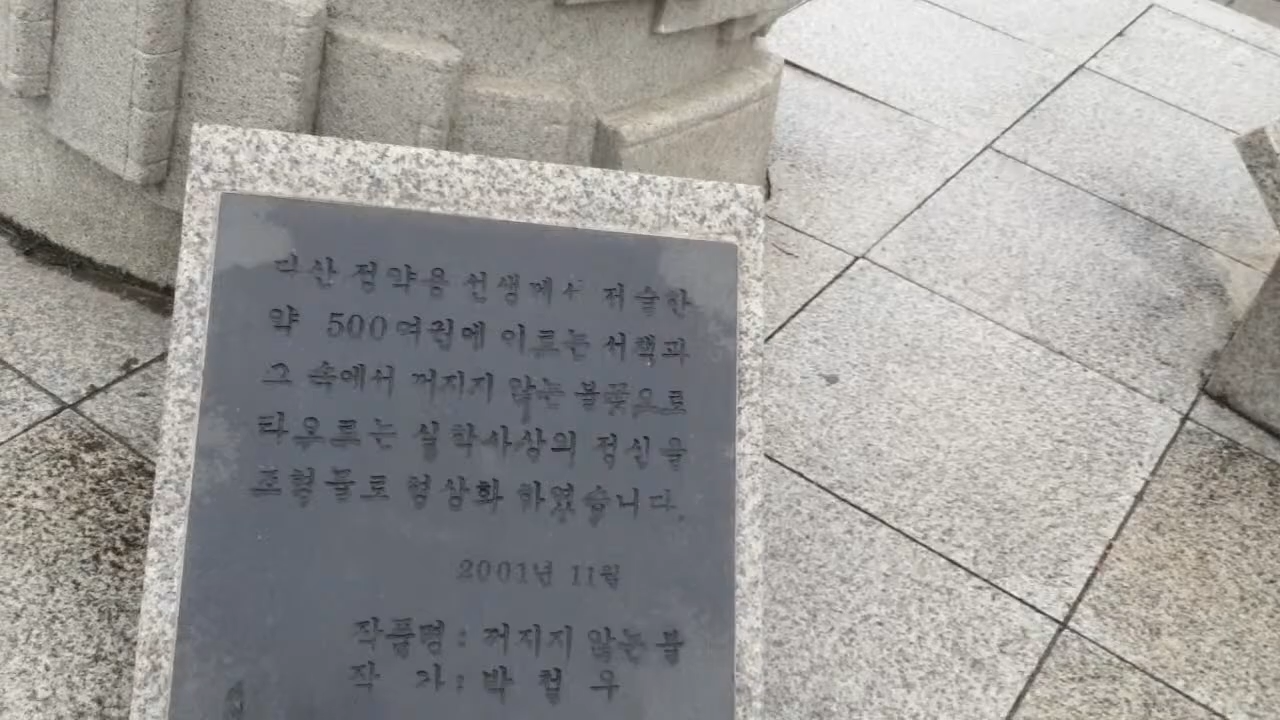 다산 정약용 선생께서 저술한
약 500여권에 이르는 서책과
그 속에서 꺼지지 않는 불꽃으로
타오르는 실학사상의 정신을
조형물로 형상화 하였습니다.
2001년 11월
작품명 : 꺼지지 않는 불
작 가 : 박 철 우